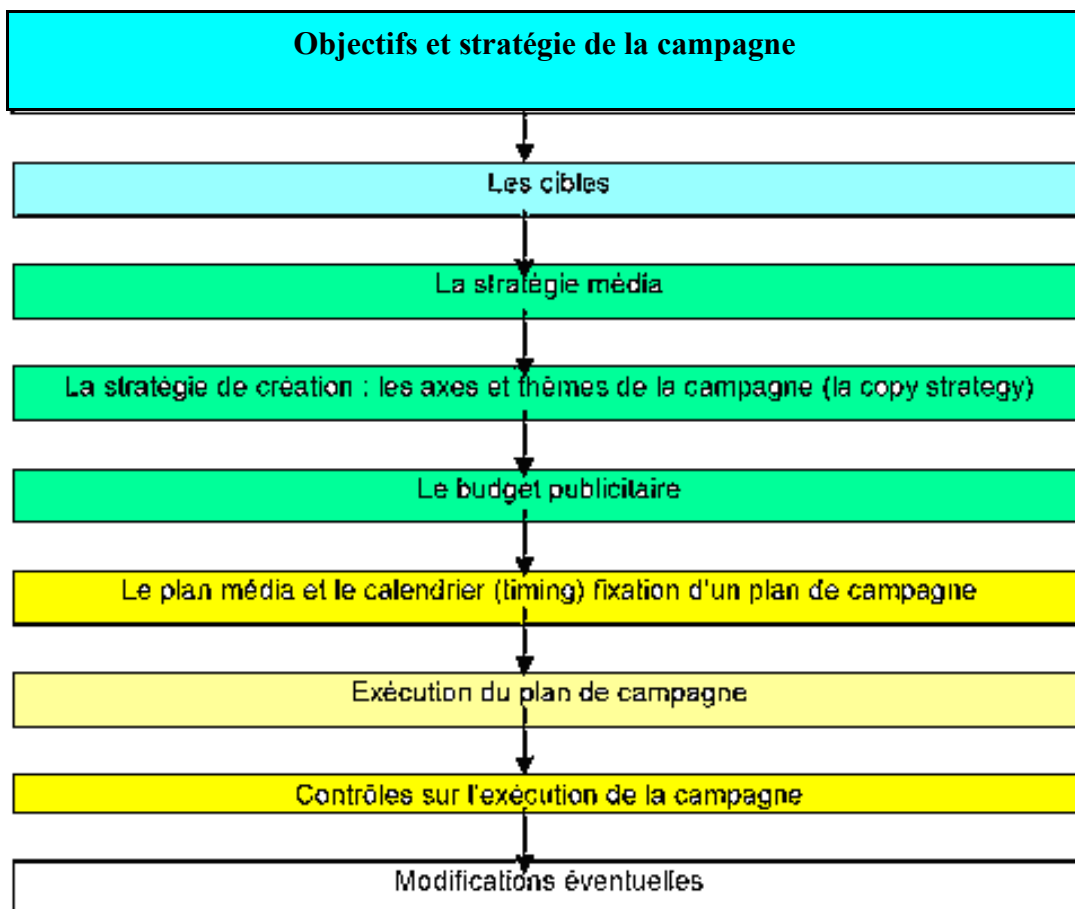 Objectifs et stratégie de la campagne
Les cibles
La stratégie média
La stratégie de création : les axes et thèmes de la campagne (la copy strategy)
Le budget publicitaire
Le plan média et le calendrier (timing) fixation d'un plan de campagne
Exécution du plan de campagne
Contrôles sur l'exécution de la campagne
Modifications éventuelles